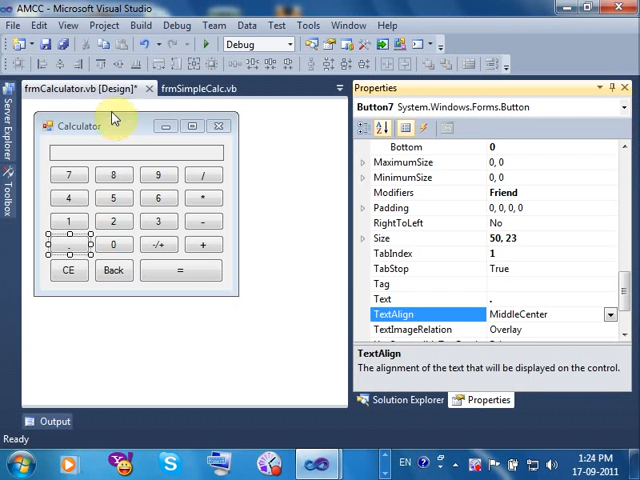 AMCC - Microsoft Visual Studio
File Edit View Project Build Debug Team Data Tools Window Help
Debug
frmCalculator.vb [Design]* frmSimpleCalc.vb
Server Explorer
Toolbox
Calculator
7 8 9 /
4 5 6 *
1 2 3 -
. 0 -/+ +
CE Back =
Properties
Button7 System.Windows.Forms.Button
Bottom 0
MaximumSize 0, 0
MinimumSize 0, 0
Modifiers Friend
Padding 0, 0, 0, 0
RightToLeft No
Size 50, 23
TabIndex 1
TabStop True
Tag
Text .
TextAlign MiddleCenter
TextImageRelation Overlay
TextAlign
The alignment of the text that will be displayed on the control.
Solution Explorer Properties
Output
Ready
EN
1:24 PM
17-09-2011